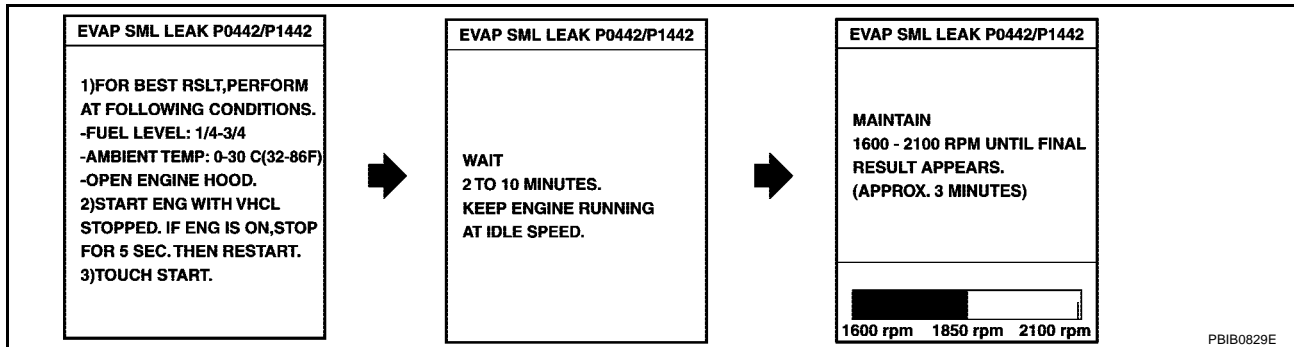 EVAP SML LEAK P0442/P1442
1)FOR BEST RSLT,PERFORM
AT FOLLOWING CONDITIONS.
-FUEL LEVEL: 1/4-3/4
-AMBIENT TEMP: 0-30 C(32-86F)
-OPEN ENGINE HOOD.
2)START ENG WITH VHCL
STOPPED. IF ENG IS ON,STOP
FOR 5 SEC. THEN RESTART.
3)TOUCH START.
EVAP SML LEAK P0442/P1442
WAIT
2 TO 10 MINUTES.
KEEP ENGINE RUNNING
AT IDLE SPEED.
EVAP SML LEAK P0442/P1442
MAINTAIN
1600 - 2100 RPM UNTIL FINAL
RESULT APPEARS.
(APPROX. 3 MINUTES)
1600 rpm 1850 rpm 2100 rpm
PBIB0829E